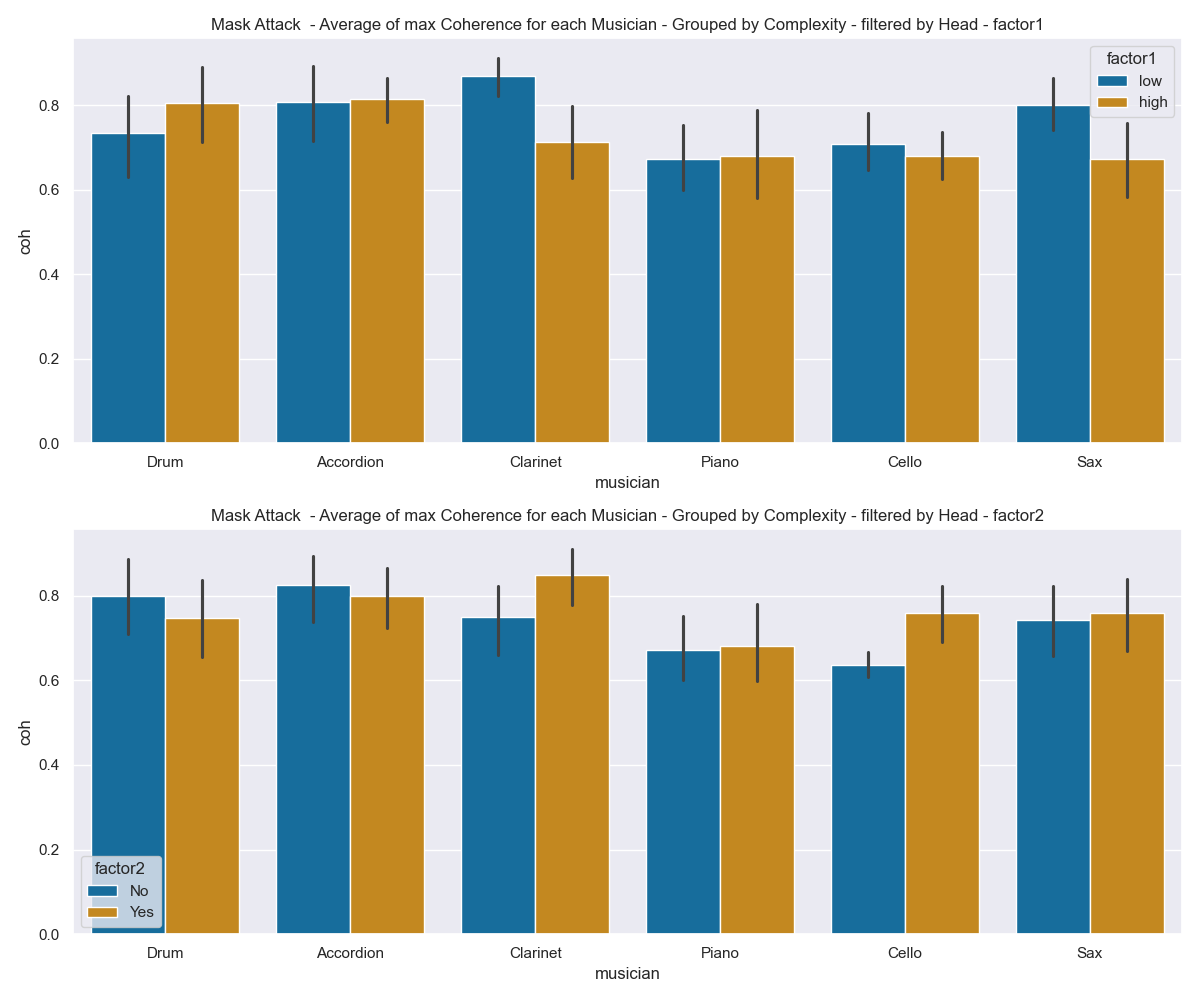 Mask Attack  - Average of max Coherence for each Musician - Grouped by Complexity - filtered by Head - factor1
factor1
low
high
coh
0.8
0.6
0.4
0.2
0.0
Drum Accordion Clarinet Piano Cello Sax
musician
Mask Attack  - Average of max Coherence for each Musician - Grouped by Complexity - filtered by Head - factor2
coh
0.8
0.6
0.4
0.2
0.0
factor2
No
Yes
Drum Accordion Clarinet Piano Cello Sax
musician